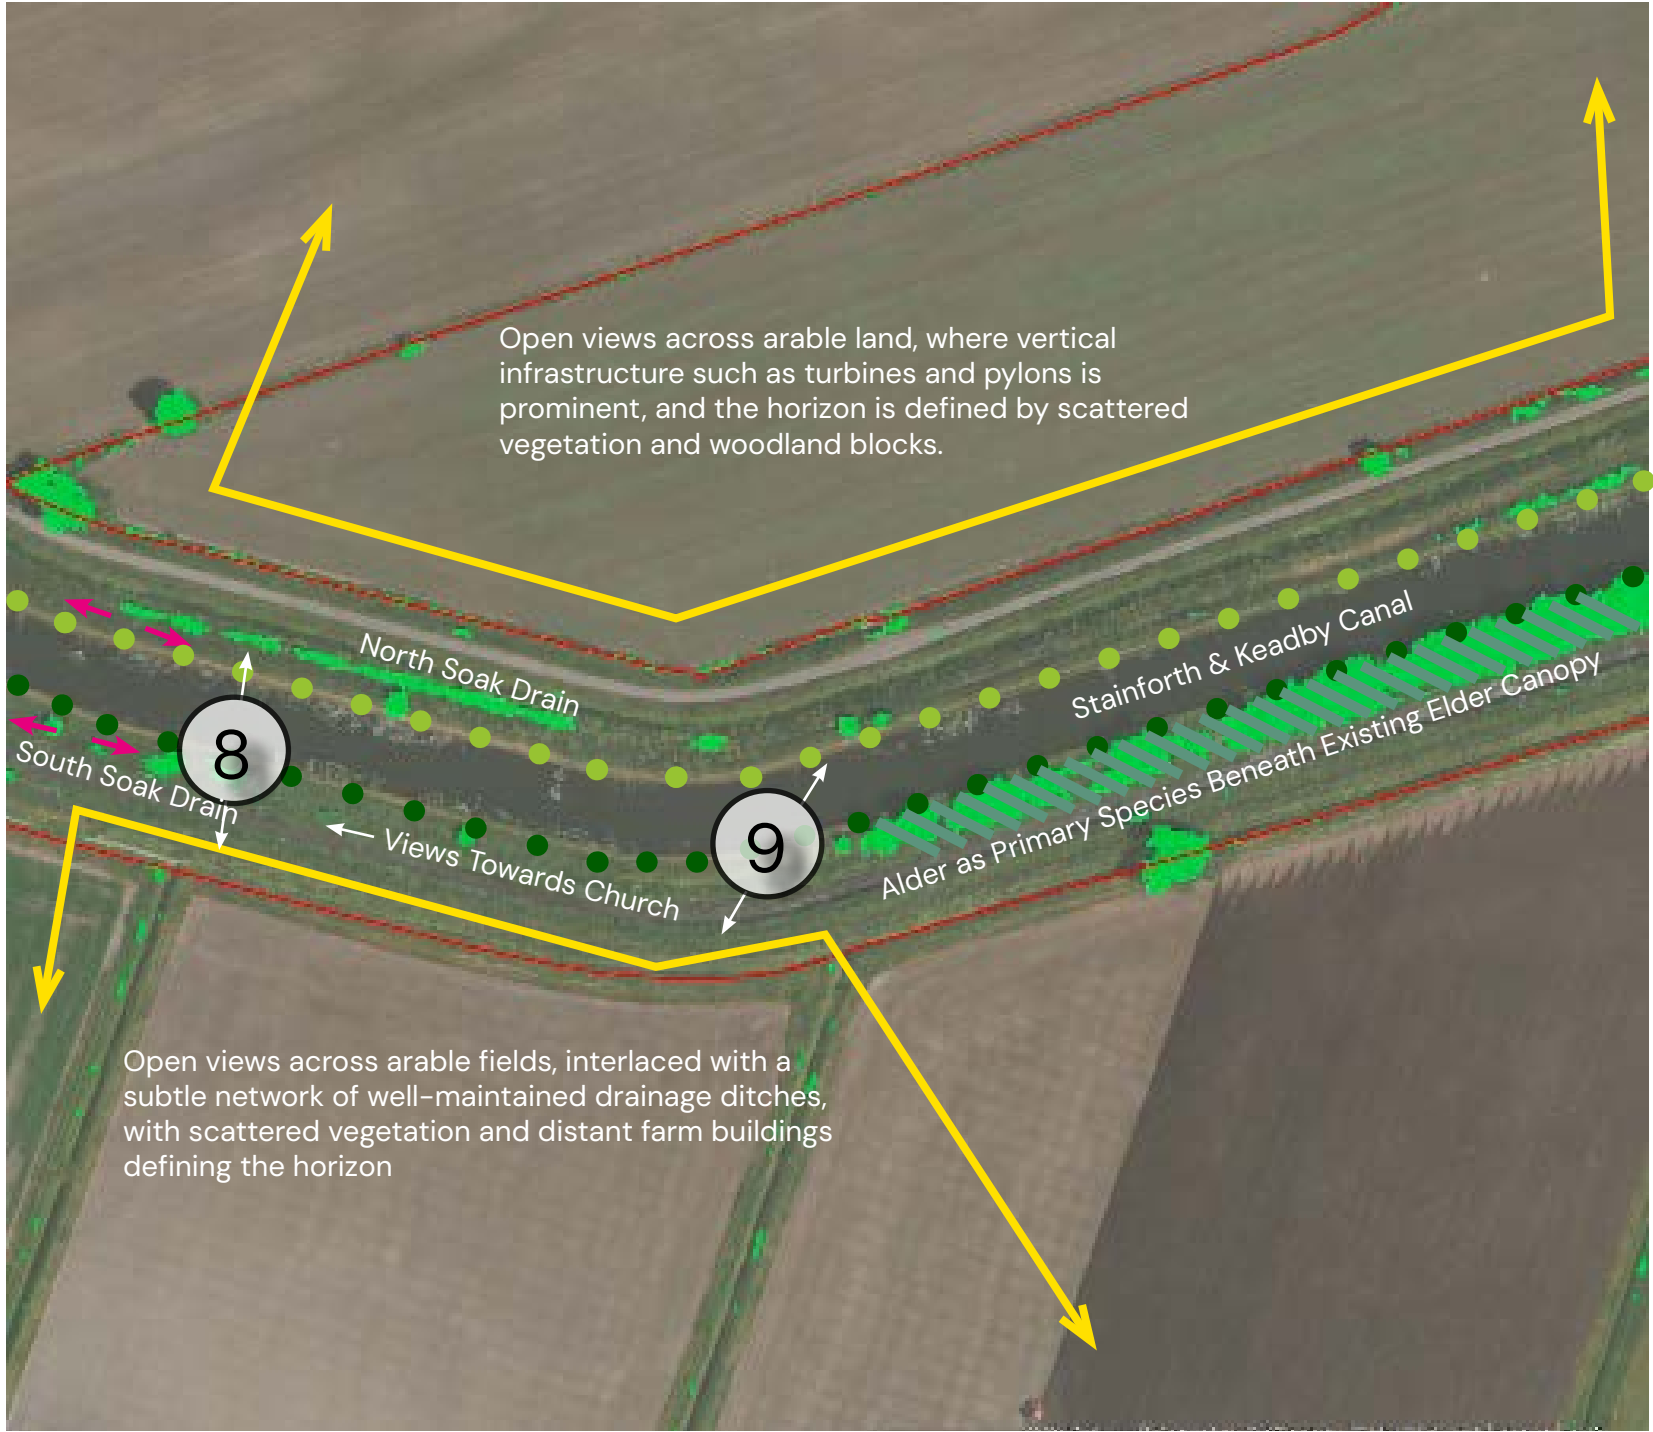 Open views across arable land, where vertical
infrastructure such as turbines and pylons is
prominent, and the horizon is defined by scattered
vegetation and woodland blocks.
North Soak Drain
Stainforth & Keadby Canal
8
South Soak Drain
Views Towards Church
9
Alder as Primary Species Beneath Existing Elder Canopy
Open views across arable fields, interlaced with a
subtle network of well-maintained drainage ditches,
with scattered vegetation and distant farm buildings
defining the horizon